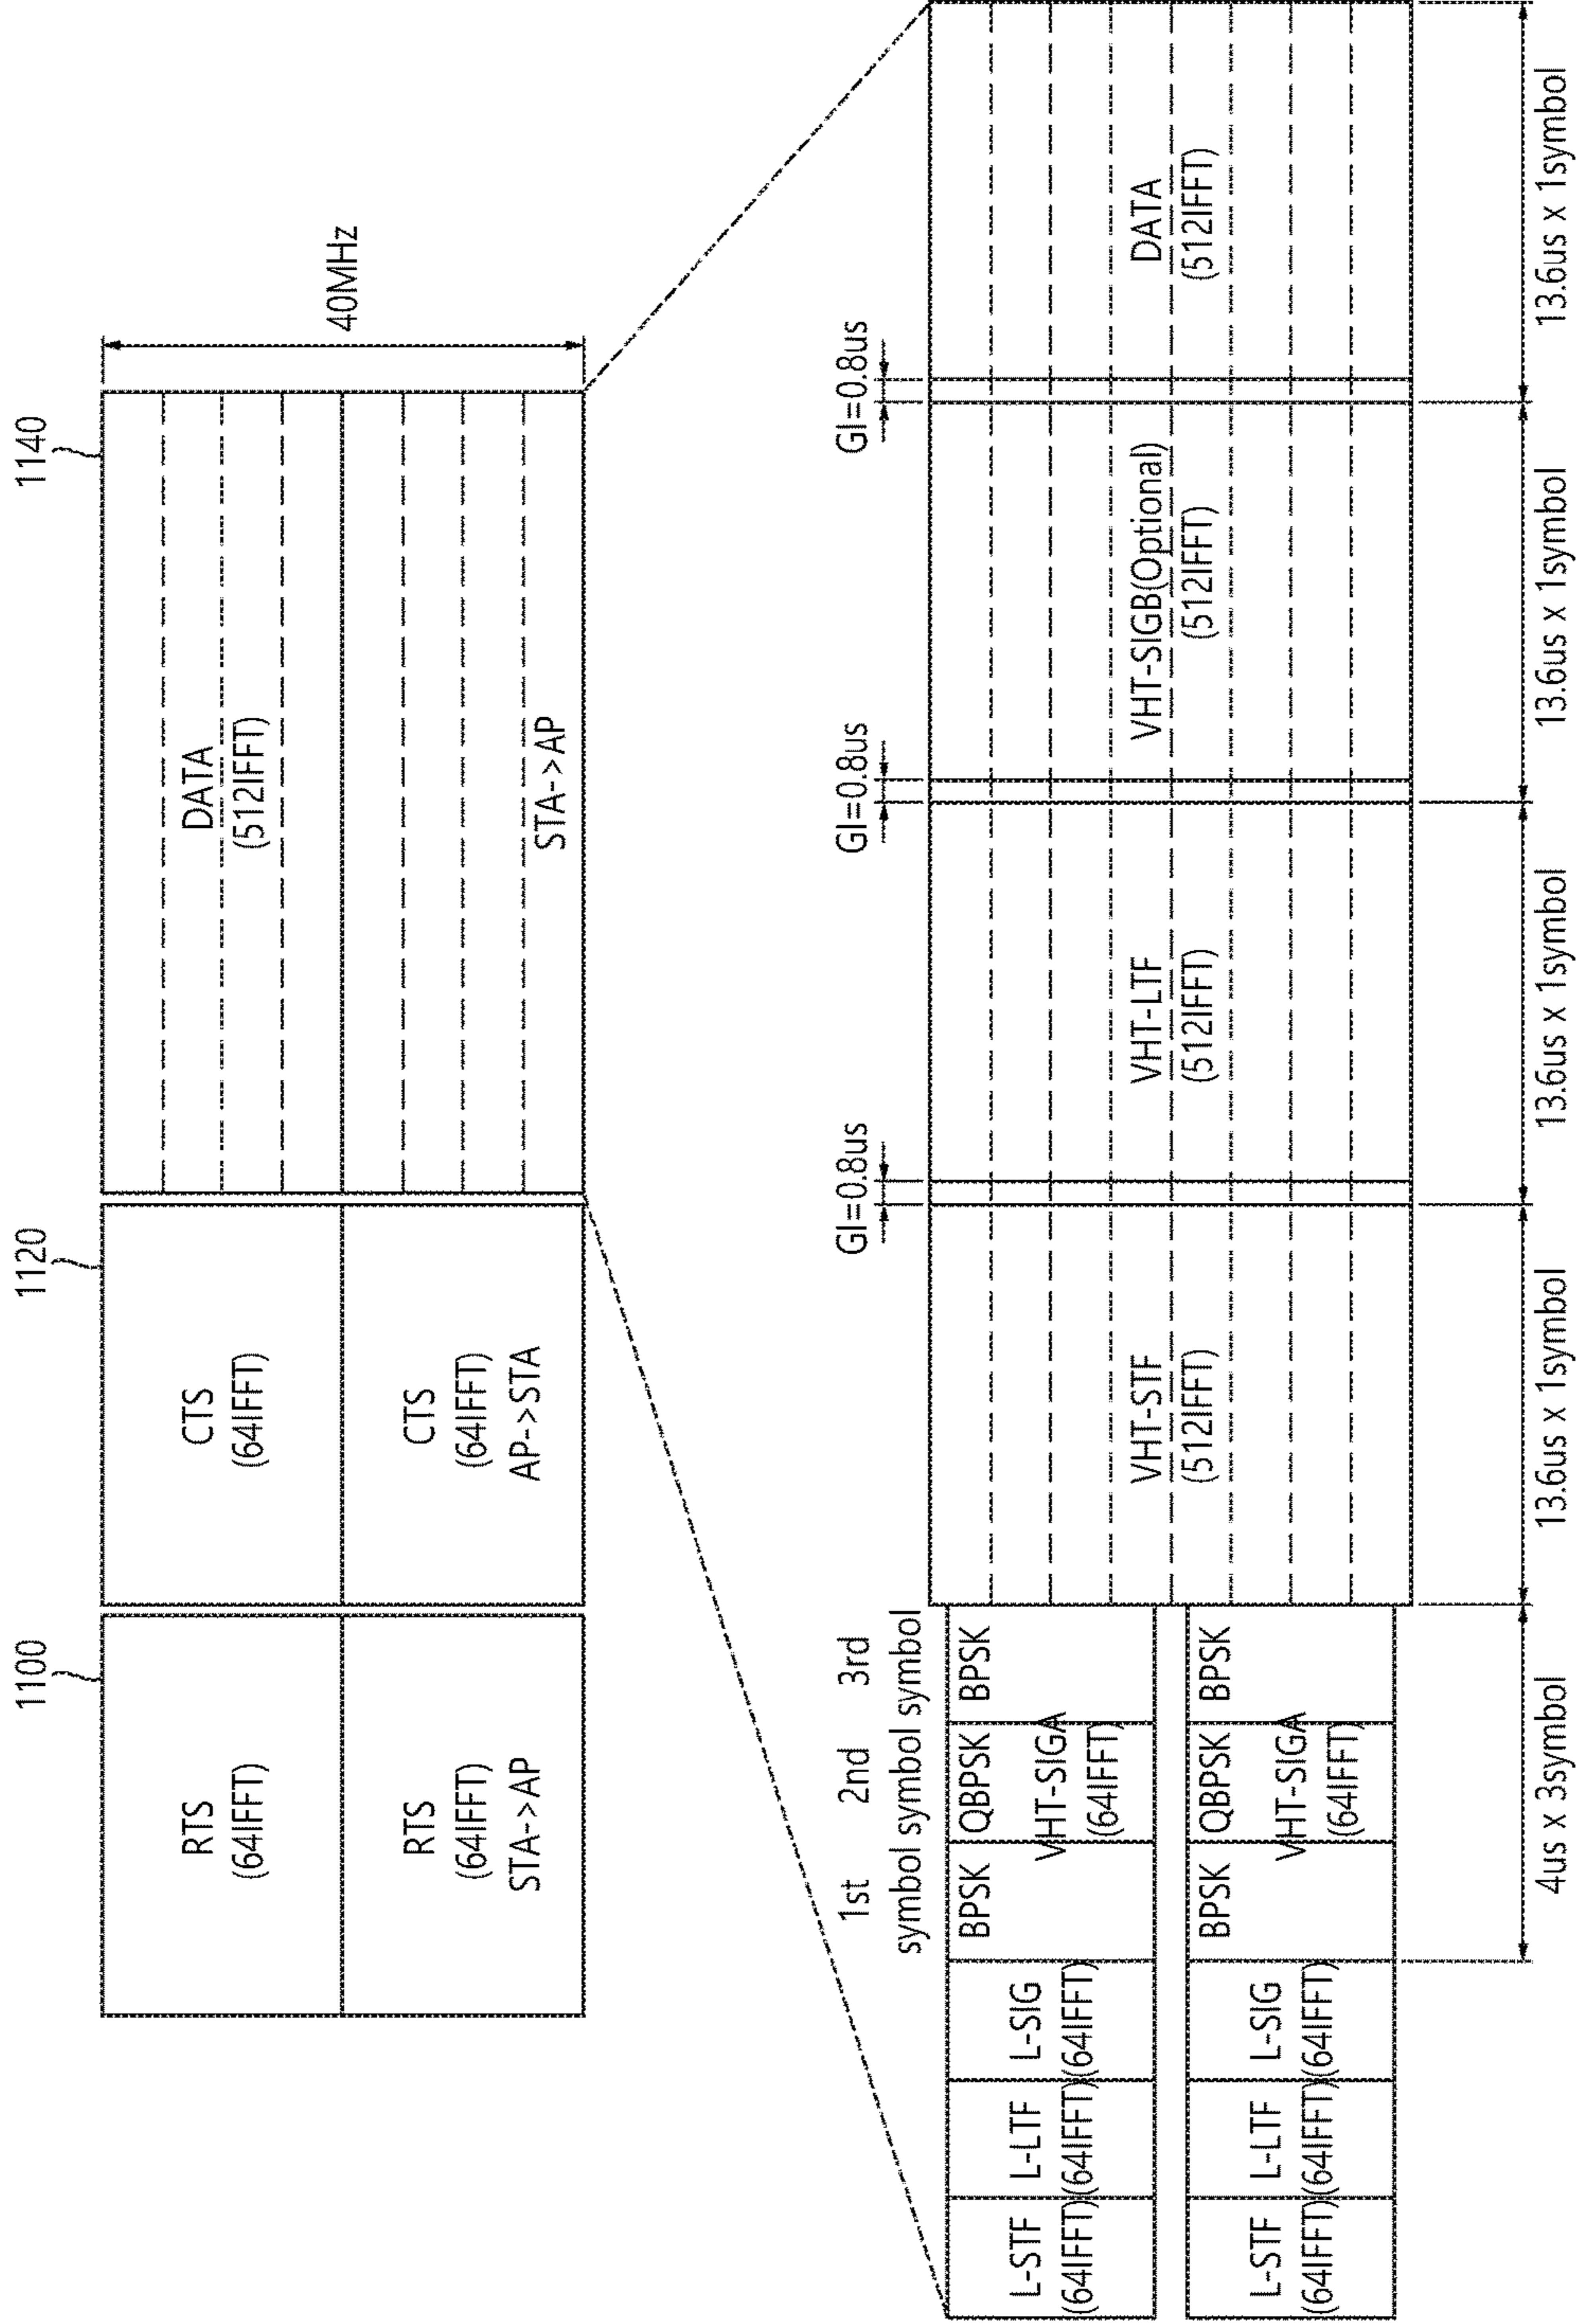 1100
1120
1140
RTS
(64IFFT)
RTS
(64IFFT)
STA->AP
CTS
(64IFFT)
CTS
(64IFFT)
AP->STA
DATA
(512IFFT)
STA->AP
40MHz
1st
symbol
2nd
symbol
3rd
symbol
GI=0.8us
GI=0.8us
GI=0.8us
L-STF
(64IFFT)
L-LTF
(64IFFT)
L-SIG
(64IFFT)
BPSK
QBPSK
BPSK
VHT-SIGA
(64IFFT)
L-STF
(64IFFT)
L-LTF
(64IFFT)
L-SIG
(64IFFT)
BPSK
QBPSK
BPSK
VHT-SIGA
(64IFFT)
VHT-STF
(512IFFT)
VHT-LTF
(512IFFT)
VHT-SIGB(Optional)
(512IFFT)
DATA
(512IFFT)
4us x 3symbol
13.6us x 1symbol
13.6us x 1symbol
13.6us x 1symbol
13.6us x 1symbol